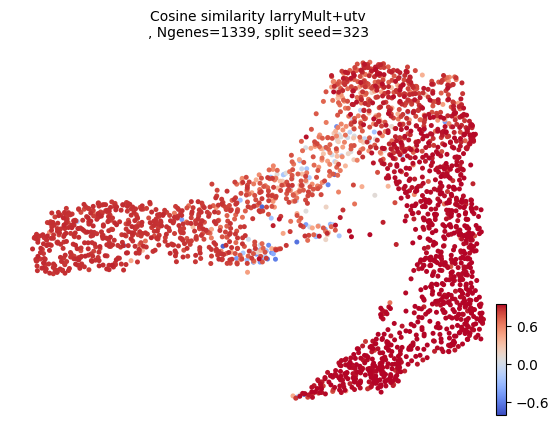 Cosine similarity larryMult+utv
, Ngenes=1339, split seed=323
0.6
0.0
−0.6